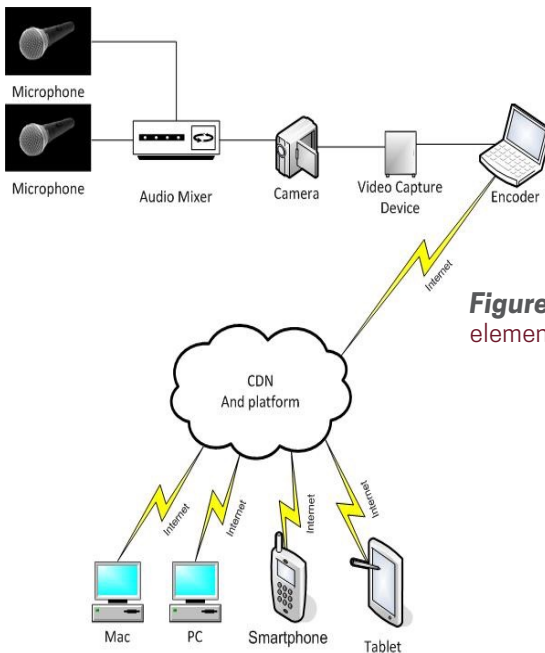 Microphone
Microphone
Audio Mixer
Camera
Video Capture
Device
Encoder
Internet
Figure
elemen
CDN
And platform
Internet
Internet
Internet
Mac
PC
Smartphone
Tablet